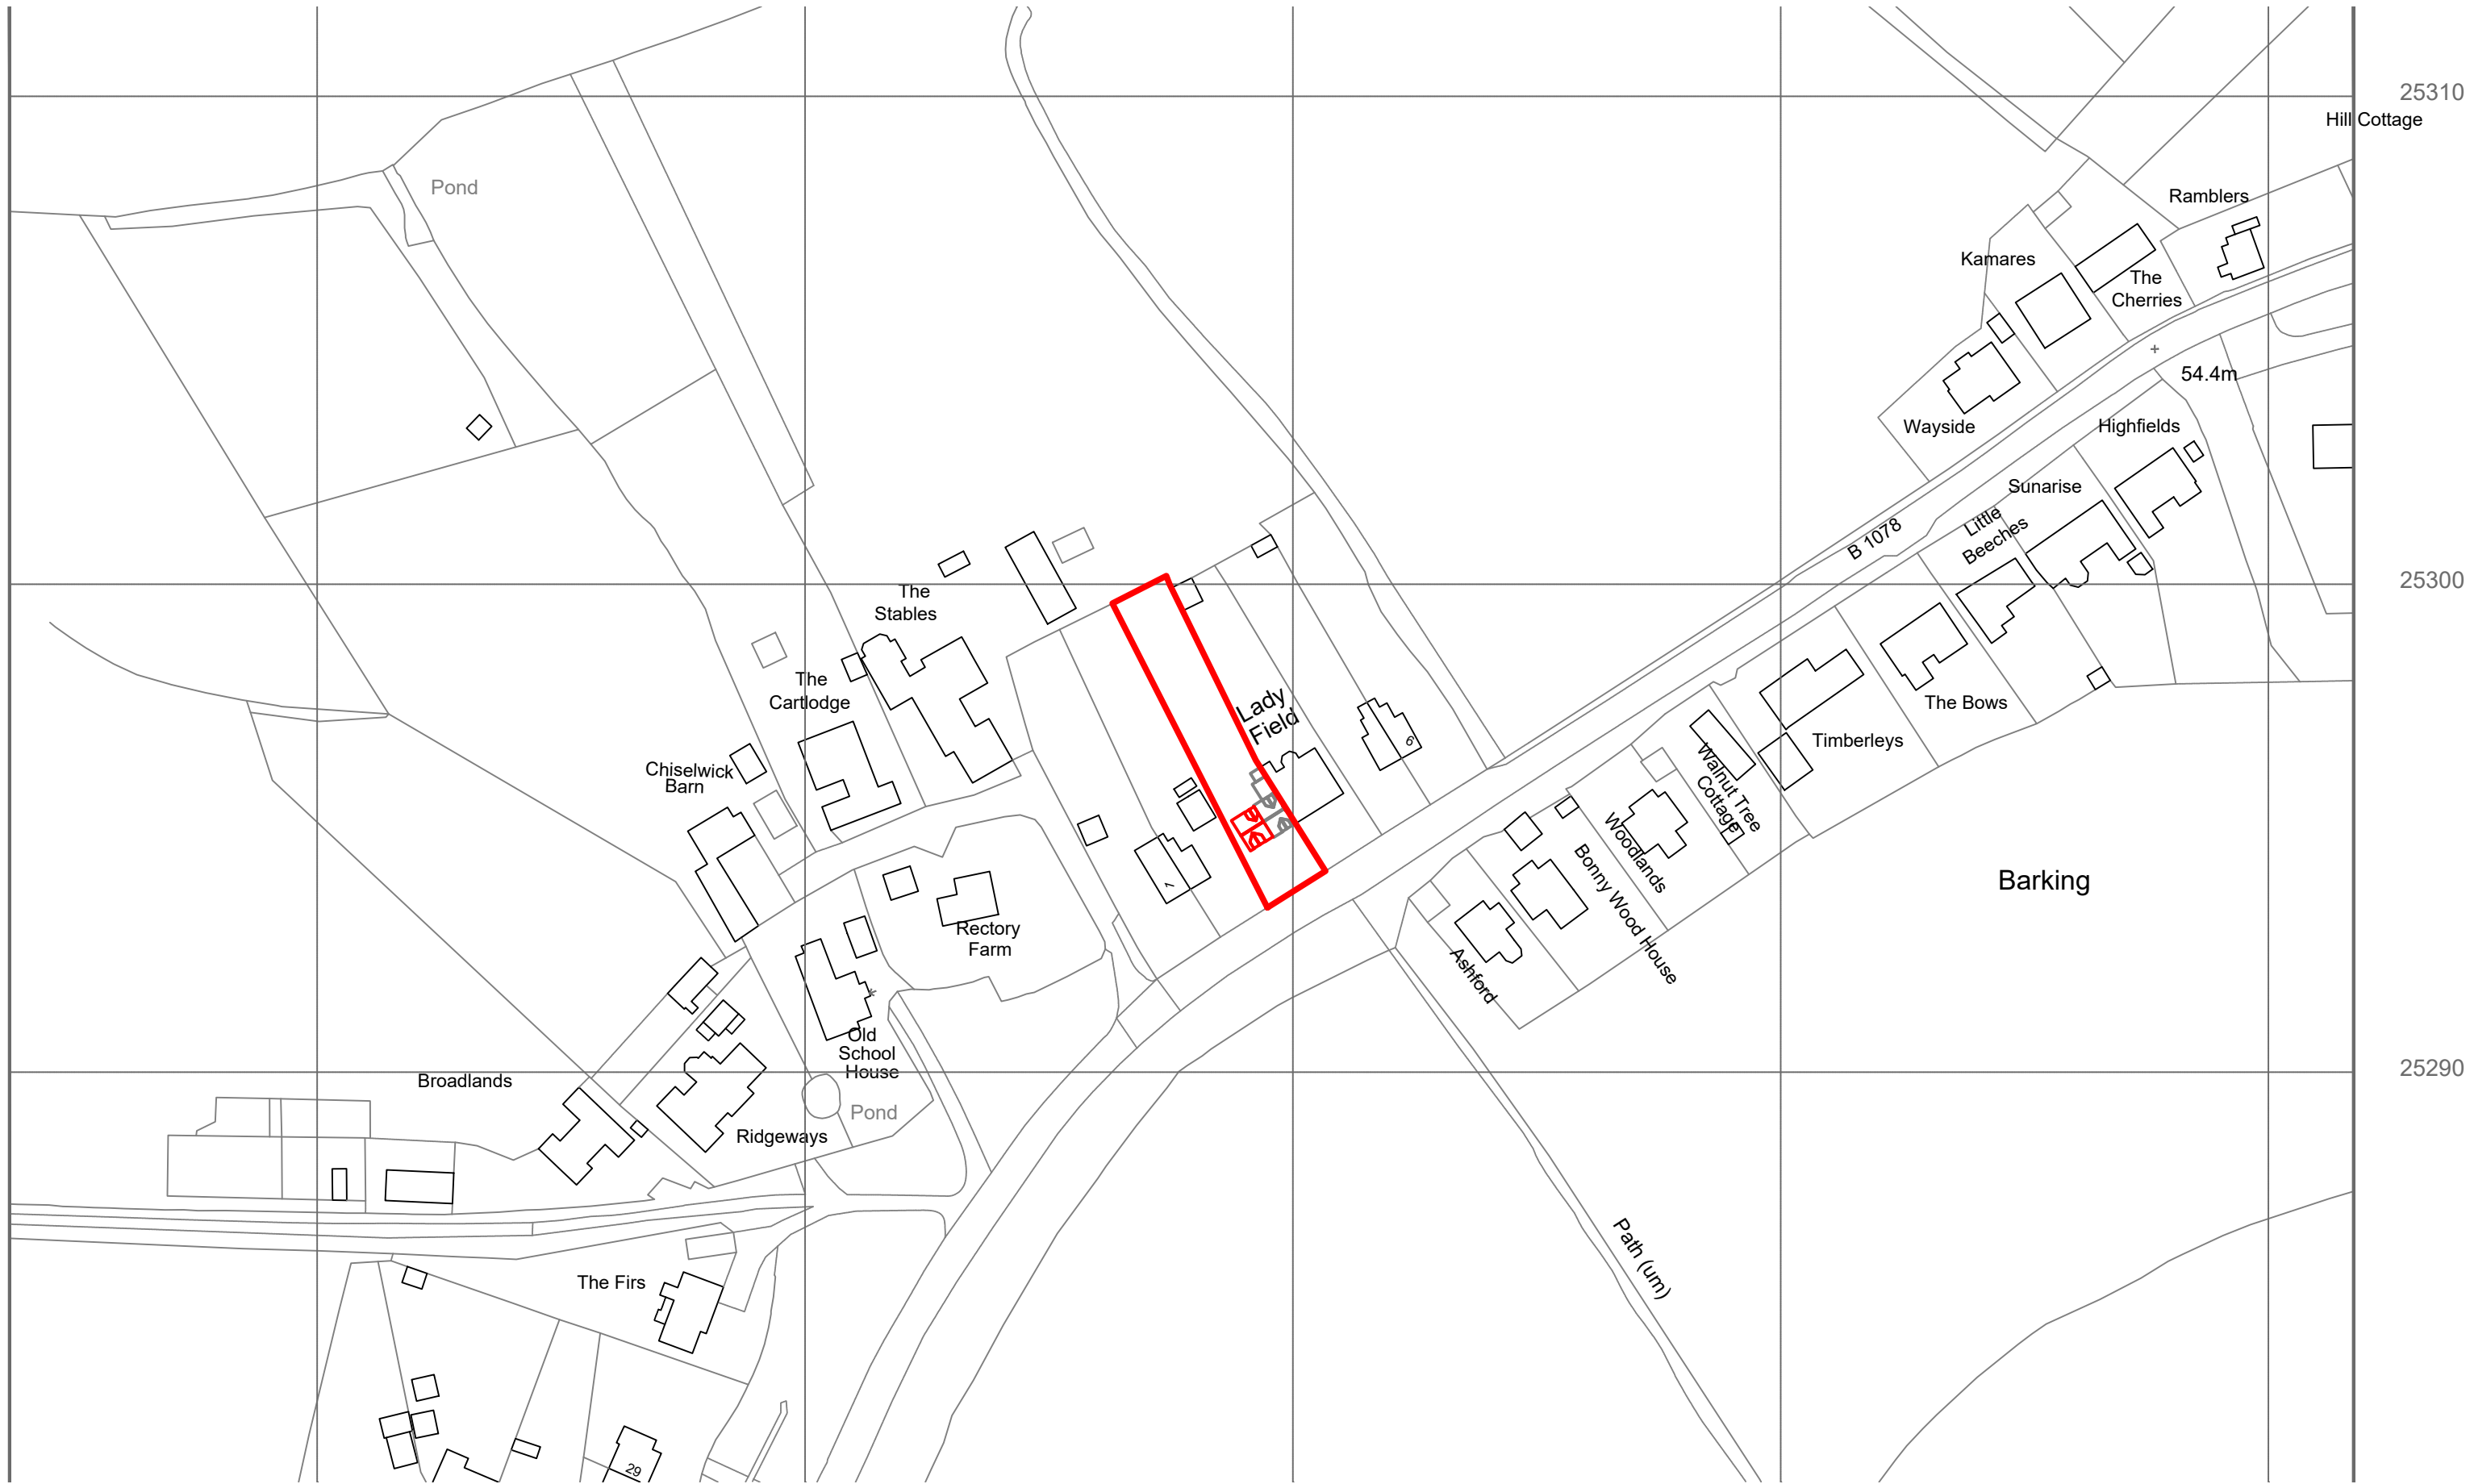 25310
Hill Cottage
Pond
Ramblers
Kamares
The
Cherries
54.4m
Wayside
Highfields
Sunarise
Little
Beeches
B 1078
25300
The
Stables
The
Cartlodge
Lady
Field
The Bows
6
Timberleys
Chiselwick
Barn
Walnut Tree
Cottage
Woodlands
Bonny Wood House
Barking
Rectory
Farm
Ashford
Old
School
House
25290
Broadlands
Pond
Ridgeways
Path (um)
The Firs
29